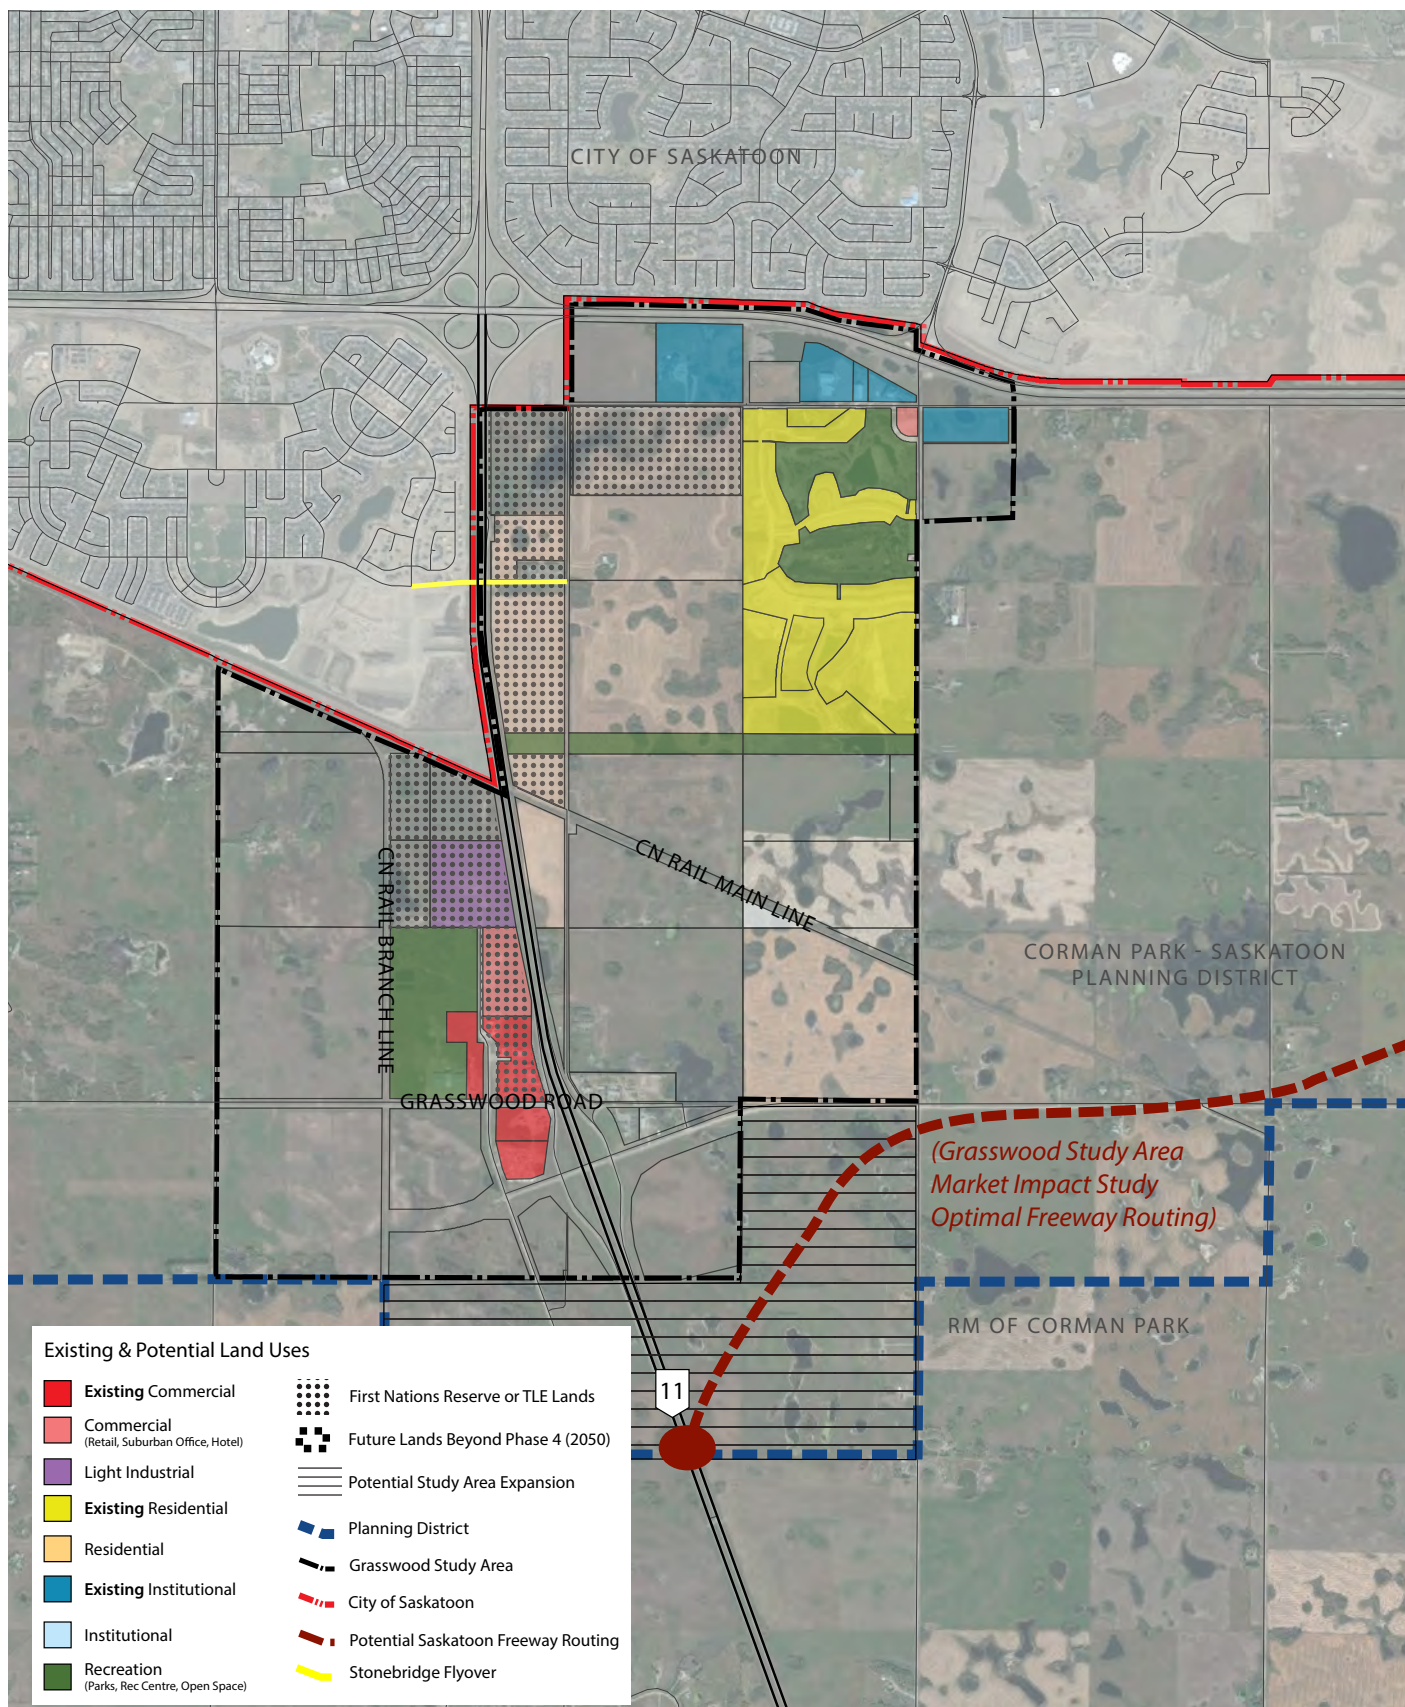 CITY OF SASKATOON
CN RAIL MAIN LINE
CN RAIL BRANCH LINE
CORMAN PARK - SASKATOON
PLANNING DISTRICT
GRASSWOOD ROAD
(Grasswood Study Area
Market Impact Study
Optimal Freeway Routing)
RM OF CORMAN PARK
11
Existing & Potential Land Uses
Existing Commercial
Commercial
(Retail, Suburban Office, Hotel)
Light Industrial
Existing Residential
Residential
Existing Institutional
Institutional
Recreation
(Parks, Rec Centre, Open Space)
First Nations Reserve or TLE Lands
Future Lands Beyond Phase 4 (2050)
Potential Study Area Expansion
Planning District
Grasswood Study Area
City of Saskatoon
Potential Saskatoon Freeway Routing
Stonebridge Flyover